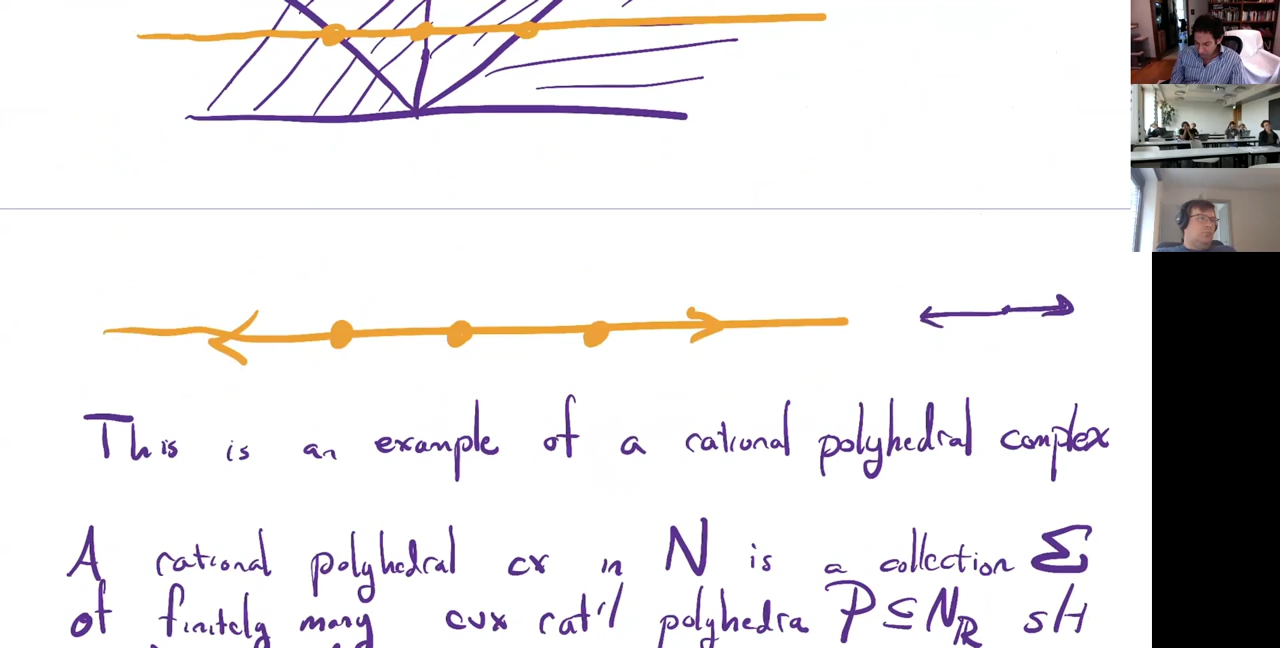 This is an example of a rational polyhedral complex
A rational polyhedral cx in N is a collection Σ
of finitely many cvx rat'l polyhedra P ⊆ N_ℝ s/t